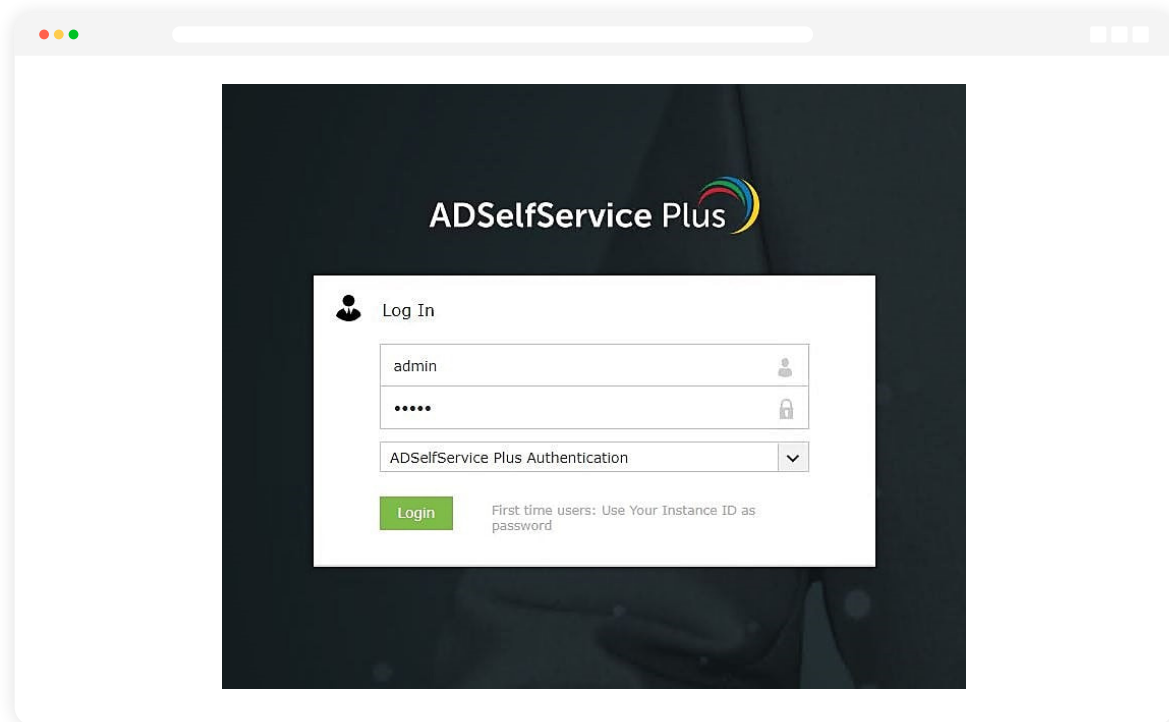 ADSelfService Plus
Log In
admin
•••••
ADSelfService Plus Authentication
Login
First time users: Use Your Instance ID as
password